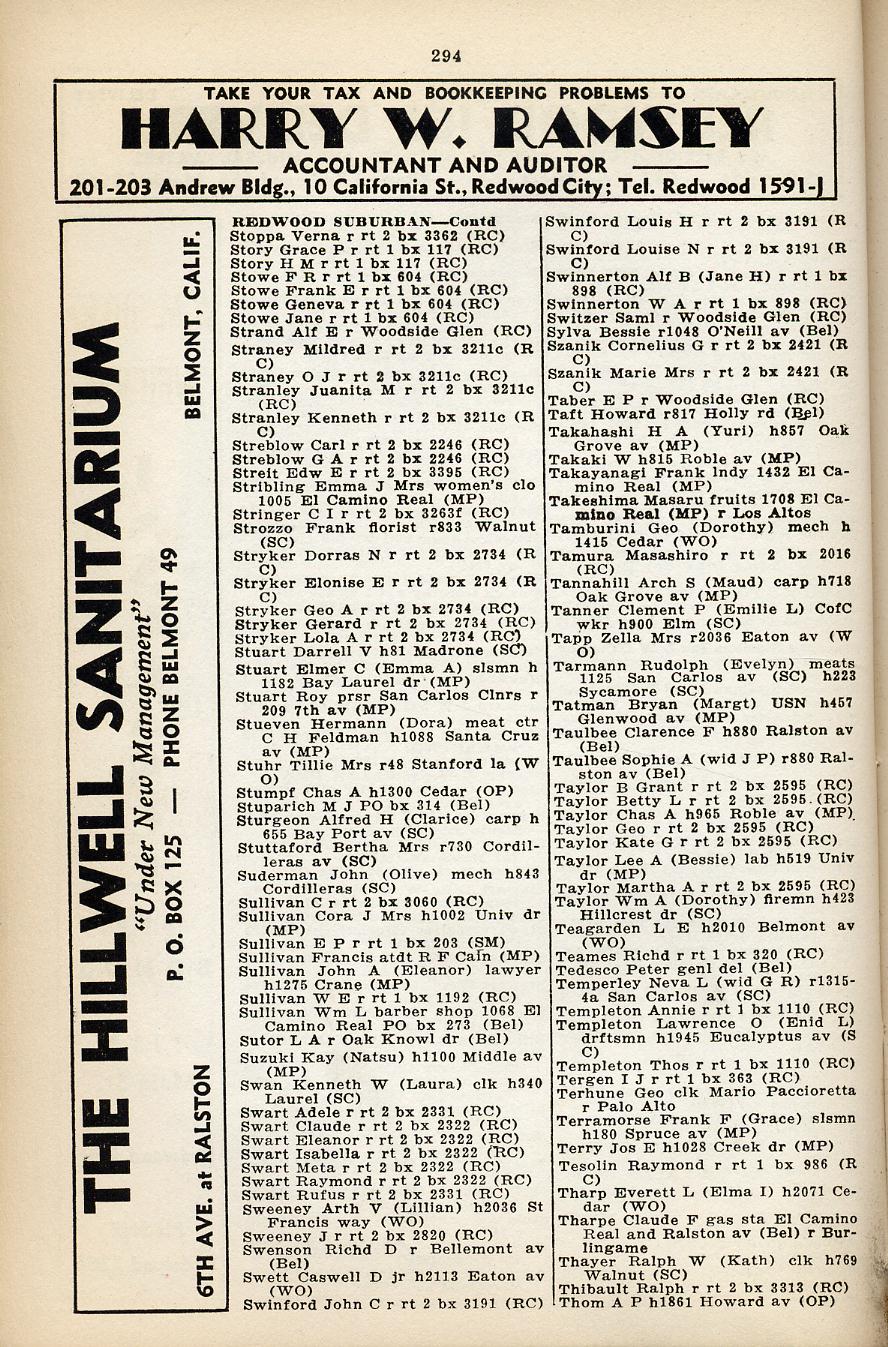 294
TAKE YOUR TAX AND BOOKKEEPING PROBLEMS TO
HARRY W. RAMSEY
ACCOUNTANT AND AUDITOR
201-203 Andrew Bldg., 10 California St., Redwood City; Tel. Redwood 1591-J
THE HILLWELL SANITARIUM
"Under New Management"
P. O. BOX 125 — PHONE BELMONT 49
6TH AVE. at RALSTON
BELMONT, CALIF.
REDWOOD SUBURBAN—Contd
Stoppa Verna r rt 2 bx 3362 (RC)
Story Grace P r rt 1 bx 117 (RC)
Story H M r rt 1 bx 117 (RC)
Stowe F R r rt 1 bx 604 (RC)
Stowe Frank E r rt 1 bx 604 (RC)
Stowe Geneva r rt 1 bx 604 (RC)
Stowe Jane r rt 1 bx 604 (RC)
Strand Alf E r Woodside Glen (RC)
Straney Mildred r rt 2 bx 3211c (R
C)
Straney O J r rt 2 bx 3211c (RC)
Stranley Juanita M r rt 2 bx 3211c
(RC)
Stranley Kenneth r rt 2 bx 3211c (R
C)
Streblow Carl r rt 2 bx 2246 (RC)
Streblow G A r rt 2 bx 2246 (RC)
Streit Edw E r rt 2 bx 3395 (RC)
Stribling Emma J Mrs women's clo
1005 El Camino Real (MP)
Stringer C I r rt 2 bx 3263f (RC)
Strozzo Frank florist r833 Walnut
(SC)
Stryker Dorras N r rt 2 bx 2734 (R
C)
Stryker Elonise E r rt 2 bx 2734 (R
C)
Stryker Geo A r rt 2 bx 2734 (RC)
Stryker Gerard r rt 2 bx 2734 (RC)
Stryker Lola A r rt 2 bx 2734 (RC)
Stuart Darrell V h81 Madrone (SC)
Stuart Elmer C (Emma A) slsmn h
1182 Bay Laurel dr (MP)
Stuart Roy prsr San Carlos Clnrs r
209 7th av (MP)
Stueven Hermann (Dora) meat ctr
C H Feldman h1088 Santa Cruz
av (MP)
Stuhr Tillie Mrs r48 Stanford la (W
O)
Stumpf Chas A h1300 Cedar (OP)
Stuparich M J PO bx 314 (Bel)
Sturgeon Alfred H (Clarice) carp h
655 Bay Port av (SC)
Stuttaford Bertha Mrs r730 Cordil-
leras av (SC)
Suderman John (Olive) mech h843
Cordilleras (SC)
Sullivan C r rt 2 bx 3060 (RC)
Sullivan Cora J Mrs h1002 Univ dr
(MP)
Sullivan E P r rt 1 bx 203 (SM)
Sullivan Francis atdt R F Cain (MP)
Sullivan John A (Eleanor) lawyer
h1275 Crane (MP)
Sullivan W E r rt 1 bx 1192 (RC)
Sullivan Wm L barber shop 1068 El
Camino Real PO bx 273 (Bel)
Sutor L A r Oak Knowl dr (Bel)
Suzuki Kay (Natsu) h1100 Middle av
(MP)
Swan Kenneth W (Laura) clk h340
Laurel (SC)
Swart Adele r rt 2 bx 2331 (RC)
Swart Claude r rt 2 bx 2322 (RC)
Swart Eleanor r rt 2 bx 2322 (RC)
Swart Isabella r rt 2 bx 2322 (RC)
Swart Meta r rt 2 bx 2322 (RC)
Swart Raymond r rt 2 bx 2322 (RC)
Swart Rufus r rt 2 bx 2331 (RC)
Sweeney Arth V (Lillian) h2036 St
Francis way (WO)
Sweeney J r rt 2 bx 2820 (RC)
Swenson Richd D r Bellemont av
(Bel)
Swett Caswell D jr h2113 Eaton av
(WO)
Swinford John C r rt 2 bx 3191 (RC)
Swinford Louis H r rt 2 bx 3191 (R
C)
Swinford Louise N r rt 2 bx 3191 (R
C)
Swinnerton Alf B (Jane H) r rt 1 bx
898 (RC)
Swinnerton W A r rt 1 bx 898 (RC)
Switzer Saml r Woodside Glen (RC)
Sylva Bessie r1048 O'Neill av (Bel)
Szanik Cornelius G r rt 2 bx 2421 (R
C)
Szanik Marie Mrs r rt 2 bx 2421 (R
C)
Taber E P r Woodside Glen (RC)
Taft Howard r817 Holly rd (Bel)
Takahashi H A (Yuri) h857 Oak
Grove av (MP)
Takaki W h815 Roble av (MP)
Takayanagi Frank lndy 1432 El Ca-
mino Real (MP)
Takeshima Masaru fruits 1708 El Ca-
mino Real (MP) r Los Altos
Tamburini Geo (Dorothy) mech h
1415 Cedar (WO)
Tamura Masashiro r rt 2 bx 2016
(RC)
Tannahill Arch S (Maud) carp h718
Oak Grove av (MP)
Tanner Clement P (Emilie L) CofC
wkr h900 Elm (SC)
Tapp Zella Mrs r2036 Eaton av (W
O)
Tarmann Rudolph (Evelyn) meats
1125 San Carlos av (SC) h223
Sycamore (SC)
Tatman Bryan (Margt) USN h457
Glenwood av (MP)
Taulbee Clarence F h880 Ralston av
(Bel)
Taulbee Sophie A (wid J P) r880 Ral-
ston av (Bel)
Taylor B Grant r rt 2 bx 2595 (RC)
Taylor Betty L r rt 2 bx 2595 (RC)
Taylor Chas A h965 Roble av (MP)
Taylor Geo r rt 2 bx 2595 (RC)
Taylor Kate G r rt 2 bx 2595 (RC)
Taylor Lee A (Bessie) lab h519 Univ
dr (MP)
Taylor Martha A r rt 2 bx 2595 (RC)
Taylor Wm A (Dorothy) firemn h423
Hillcrest dr (SC)
Teagarden L E h2010 Belmont av
(WO)
Teames Richd r rt 1 bx 320 (RC)
Tedesco Peter genl del (Bel)
Temperley Neva L (wid G R) r1315-
4a San Carlos av (SC)
Templeton Annie r rt 1 bx 1110 (RC)
Templeton Lawrence O (Enid L)
drftsmn h1945 Eucalyptus av (S
C)
Templeton Thos r rt 1 bx 1110 (RC)
Tergen I J r rt 1 bx 363 (RC)
Terhune Geo clk Mario Paccioretta
r Palo Alto
Terramorse Frank F (Grace) slsmn
h180 Spruce av (MP)
Terry Jos E h1028 Creek dr (MP)
Tesolin Raymond r rt 1 bx 986 (R
C)
Tharp Everett L (Elma I) h2071 Ce-
dar (WO)
Tharpe Claude F gas sta El Camino
Real and Ralston av (Bel) r Bur-
lingame
Thayer Ralph W (Kath) clk h769
Walnut (SC)
Thibault Ralph r rt 2 bx 3313 (RC)
Thom A P h1861 Howard av (OP)